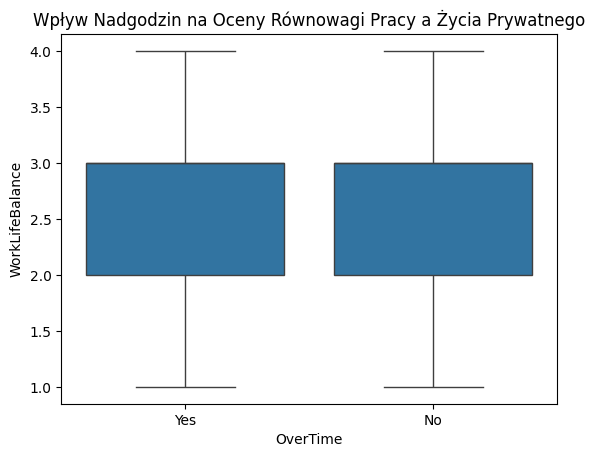 Wpływ Nadgodzin na Oceny Równowagi Pracy a Życia Prywatnego
WorkLifeBalance
4.0
3.5
3.0
2.5
2.0
1.5
1.0
Yes
No
OverTime